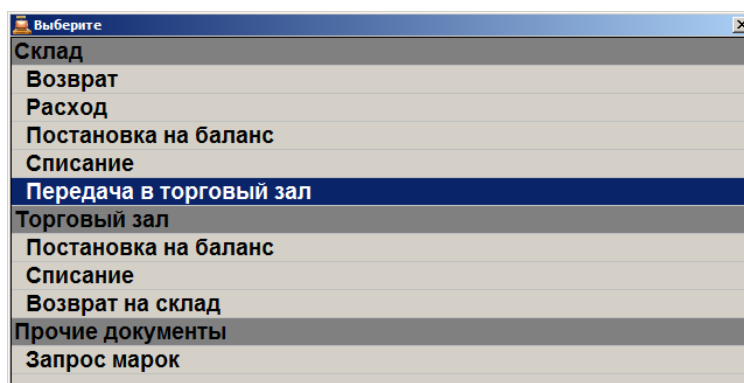 Выберите
Склад
Возврат
Расход
Постановка на баланс
Списание
Передача в торговый зал
Торговый зал
Постановка на баланс
Списание
Возврат на склад
Прочие документы
Запрос марок